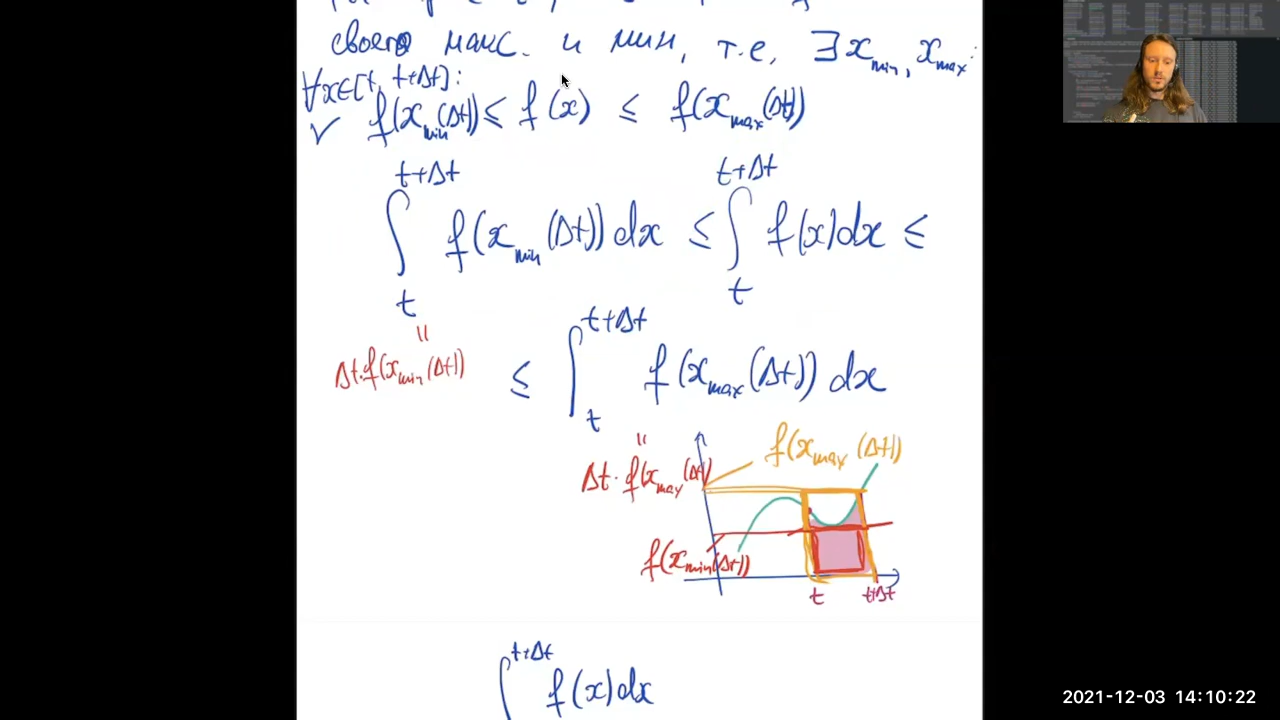 своего макс. и мин, т.е, ∃ x_min, x_max:
∀x∈[t, t+Δt]:
✓ f(x_min(Δt)) ≤ f(x) ≤ f(x_max(Δt))
∫_t^{t+Δt} f(x_min(Δt)) dx ≤ ∫_t^{t+Δt} f(x)dx ≤
"
Δt·f(x_min(Δt))
≤ ∫_t^{t+Δt} f(x_max(Δt)) dx
"
Δt·f(x_max(Δt))
f(x_max(Δt))
f(x_min(Δt))
t t+Δt
∫^{t+Δt} f(x)dx
2021-12-03 14:10:22